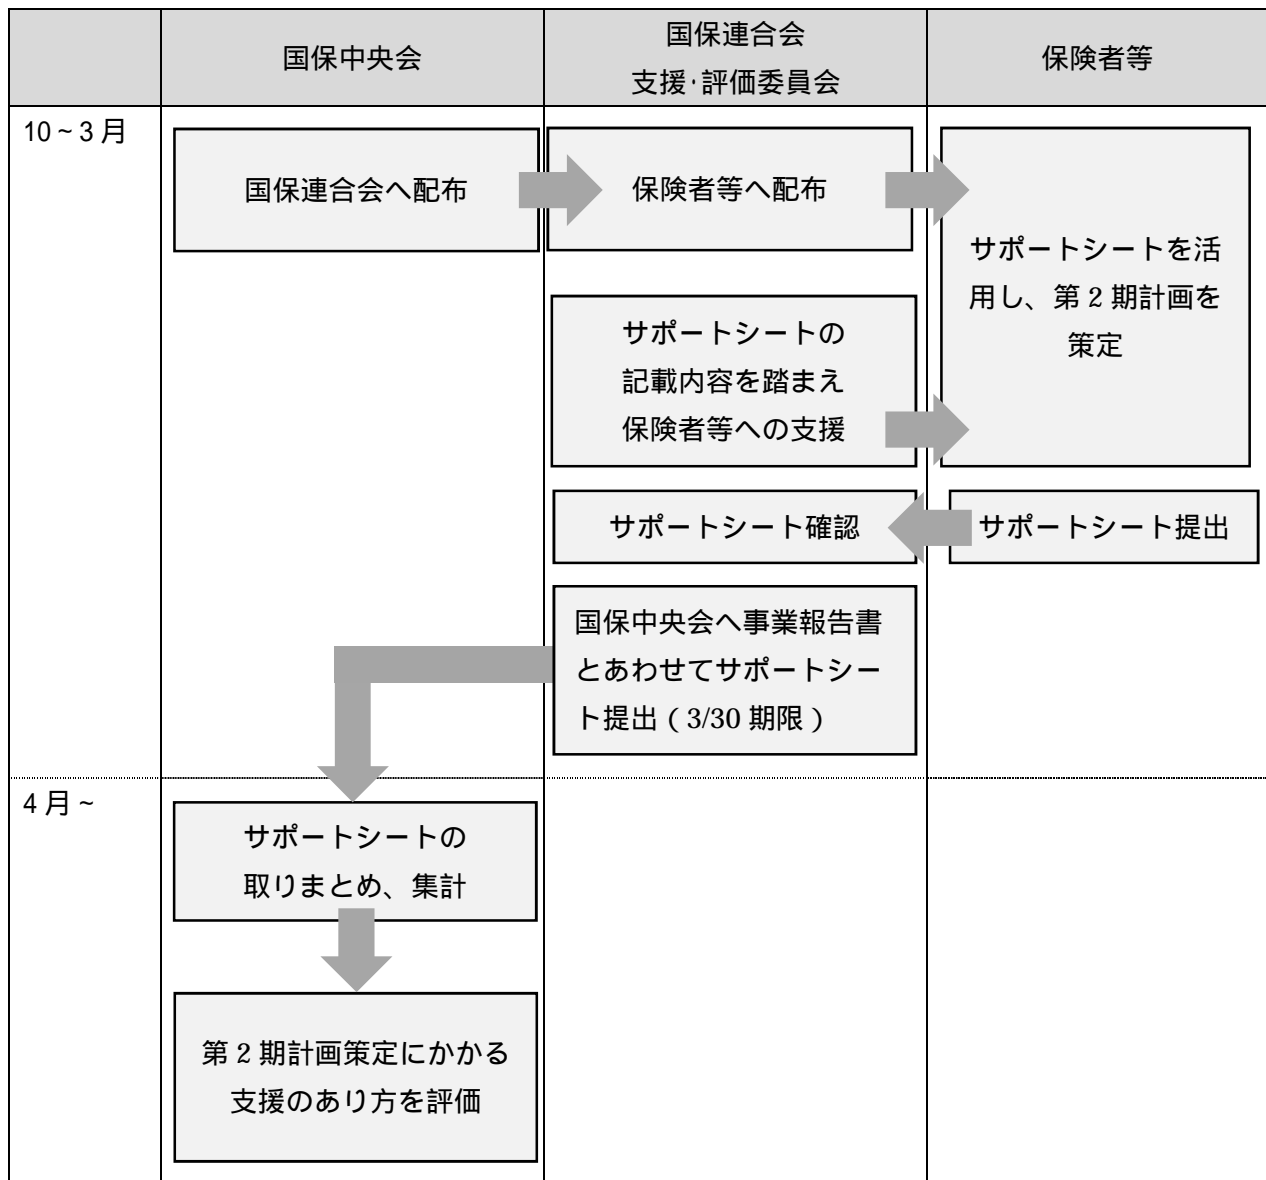 国保中央会
国保連合会
支援・評価委員会
保険者等
10~3月
国保連合会へ配布
保険者等へ配布
サポートシートを活
用し、第2期計画を
策定
サポートシートの
記載内容を踏まえ
保険者等への支援
サポートシート確認
サポートシート提出
国保中央会へ事業報告書
とあわせてサポートシー
ト提出(3/30期限)
4月~
サポートシートの
取りまとめ、集計
第2期計画策定にかかる
支援のあり方を評価